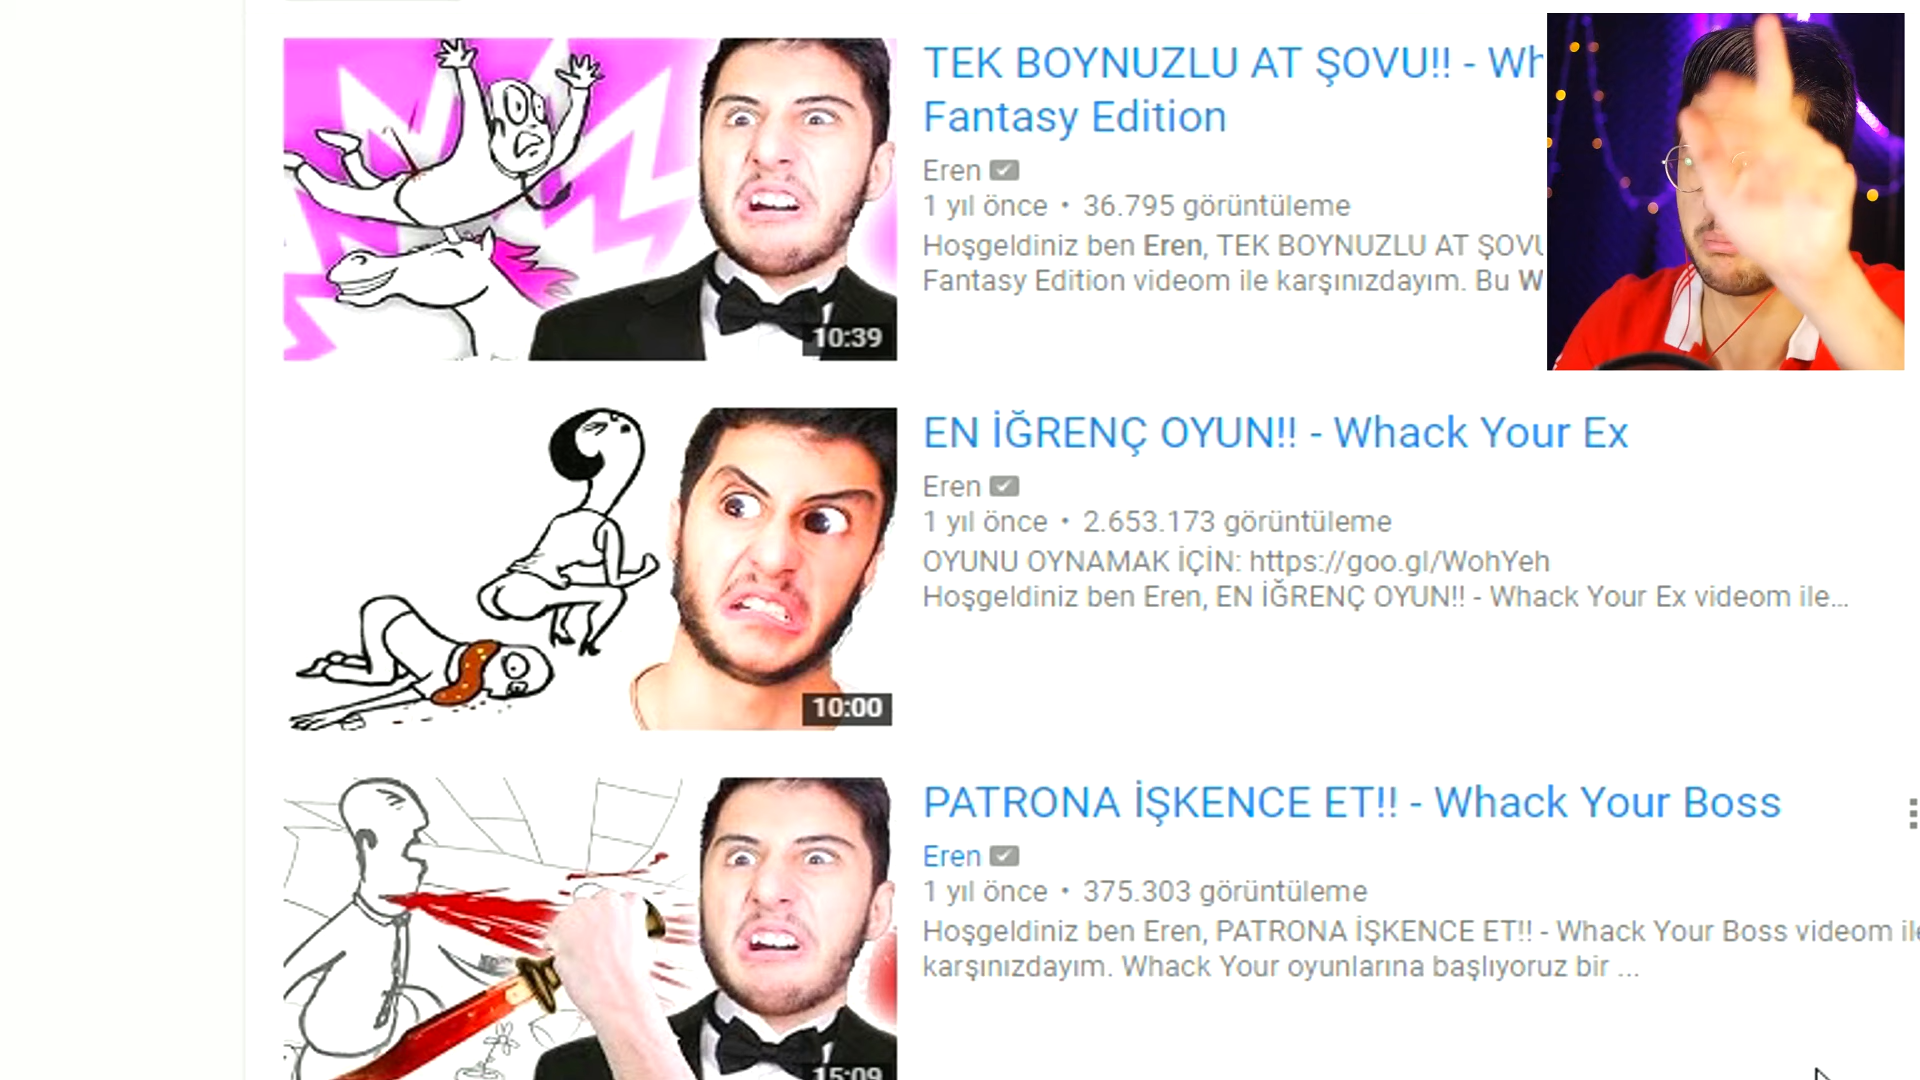 TEK BOYNUZLU AT ŞOVU!! - Wh
Fantasy Edition
Eren
1 yıl önce • 36.795 görüntüleme
Hoşgeldiniz ben Eren, TEK BOYNUZLU AT ŞOVU
Fantasy Edition videom ile karşınızdayım. Bu W
10:39
EN İĞRENÇ OYUN!! - Whack Your Ex
Eren
1 yıl önce • 2.653.173 görüntüleme
OYUNU OYNAMAK İÇİN: https://goo.gl/WohYeh
Hoşgeldiniz ben Eren, EN İĞRENÇ OYUN!! - Whack Your Ex videom ile...
10:00
PATRONA İŞKENCE ET!! - Whack Your Boss
Eren
1 yıl önce • 375.303 görüntüleme
Hoşgeldiniz ben Eren, PATRONA İŞKENCE ET!! - Whack Your Boss videom ile
karşınızdayım. Whack Your oyunlarına başlıyoruz bir ...
15:09